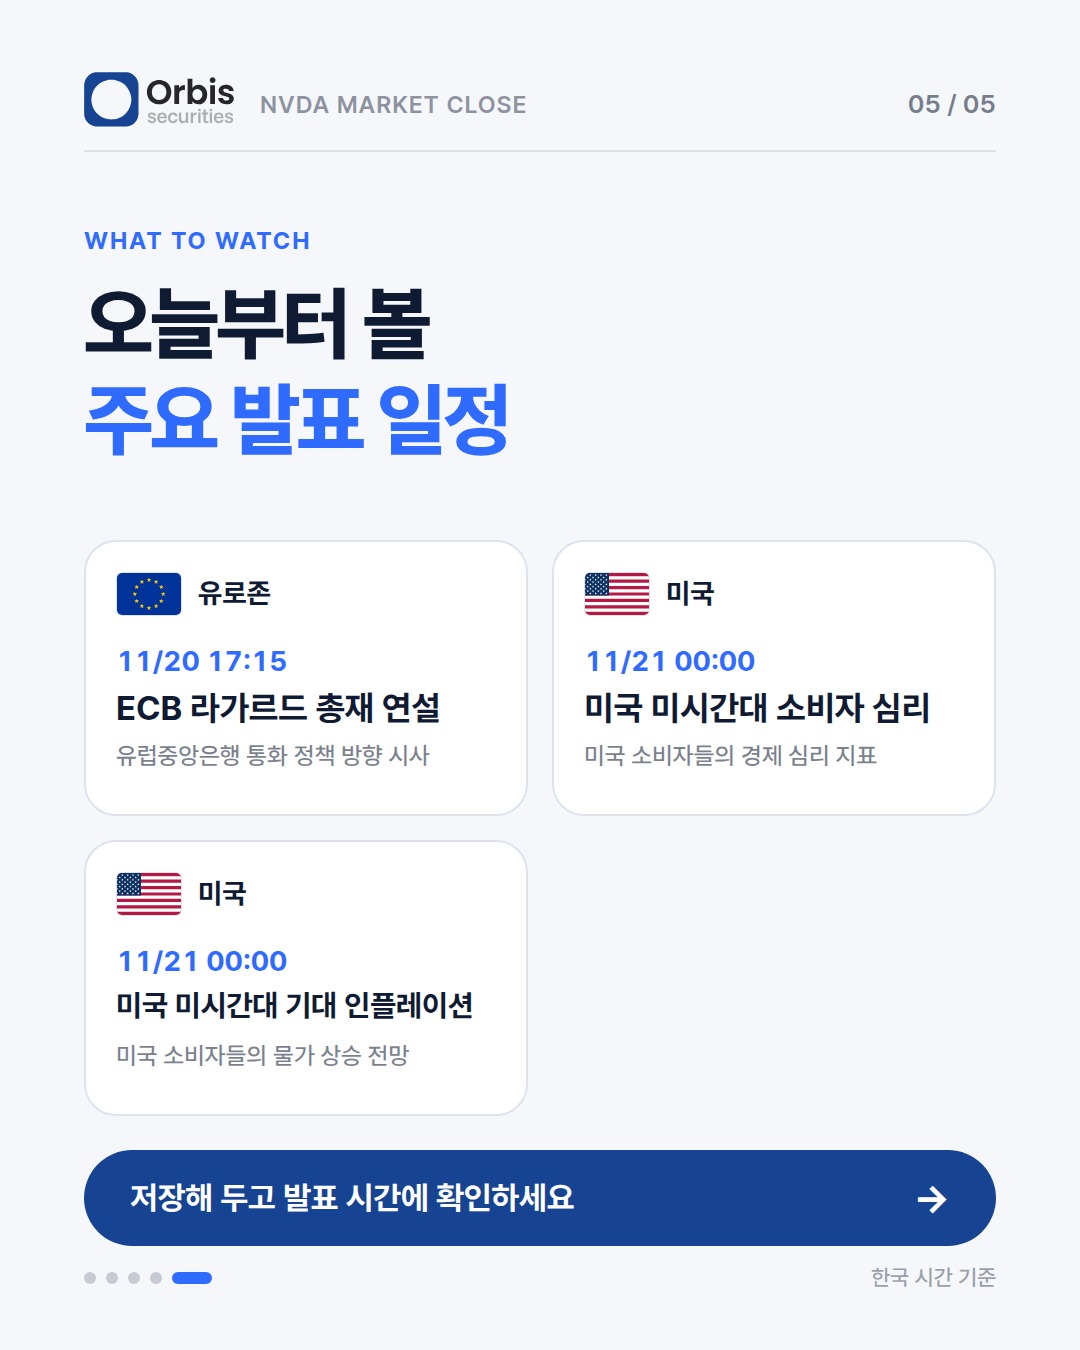 Orbis
securities
NVDA MARKET CLOSE
05 / 05
WHAT TO WATCH
오늘부터 볼
주요 발표 일정
유로존
11/20 17:15
ECB 라가르드 총재 연설
유럽중앙은행 통화 정책 방향 시사
미국
11/21 00:00
미국 미시간대 소비자 심리
미국 소비자들의 경제 심리 지표
미국
11/21 00:00
미국 미시간대 기대 인플레이션
미국 소비자들의 물가 상승 전망
저장해 두고 발표 시간에 확인하세요
한국 시간 기준